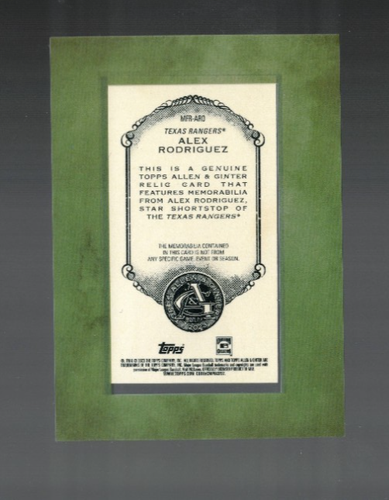 MFR-ARO
TEXAS RANGERS®
ALEX
RODRIGUEZ
THIS IS A GENUINE
TOPPS ALLEN & GINTER
RELIC CARD THAT
FEATURES MEMORABILIA
FROM ALEX RODRIGUEZ,
STAR SHORTSTOP OF
THE TEXAS RANGERS®
THE MEMORABILIA CONTAINED
IN THIS CARD IS NOT FROM
ANY SPECIFIC GAME, EVENT OR SEASON.
AG
Topps